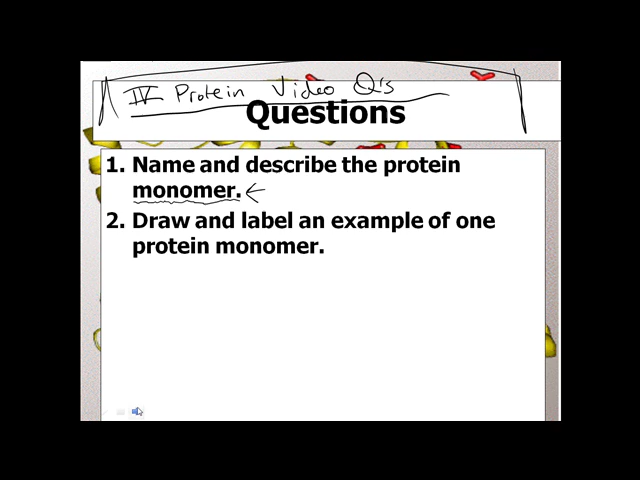 IV Protein Video Q's
Questions
1. Name and describe the protein
monomer.
2. Draw and label an example of one
protein monomer.